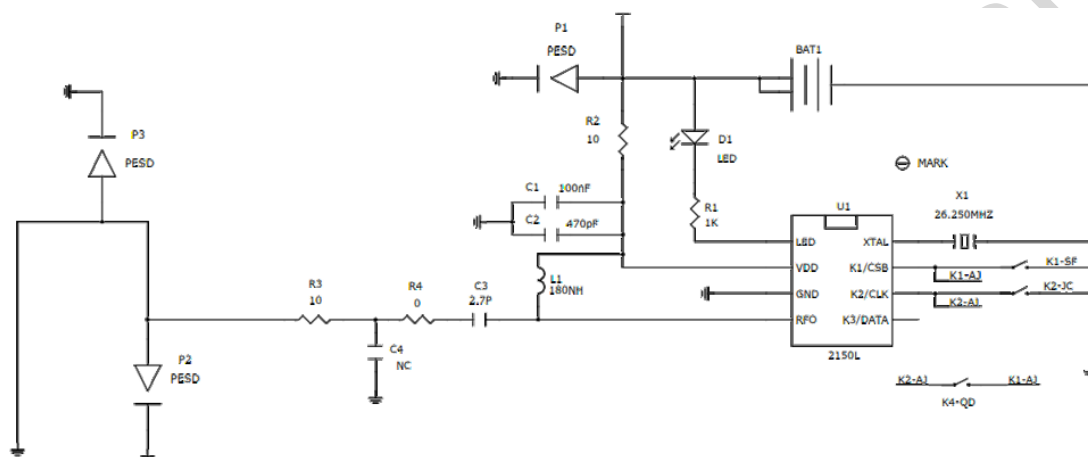 P1
PESD
BAT1
P3
PESD
R2
10
D1
LED
MARK
C1 100nF
C2 470pF
R1
1K
U1
X1
26.250MHZ
LED XTAL
VDD K1/CSB
GND K2/CLK
RFO K3/DATA
2150L
K1-SF
K1-AJ
K2-JC
K2-AJ
L1
180NH
R3
10
R4
0
C3
2.7P
C4
NC
P2
PESD
K2-AJ K1-AJ
K4-QD